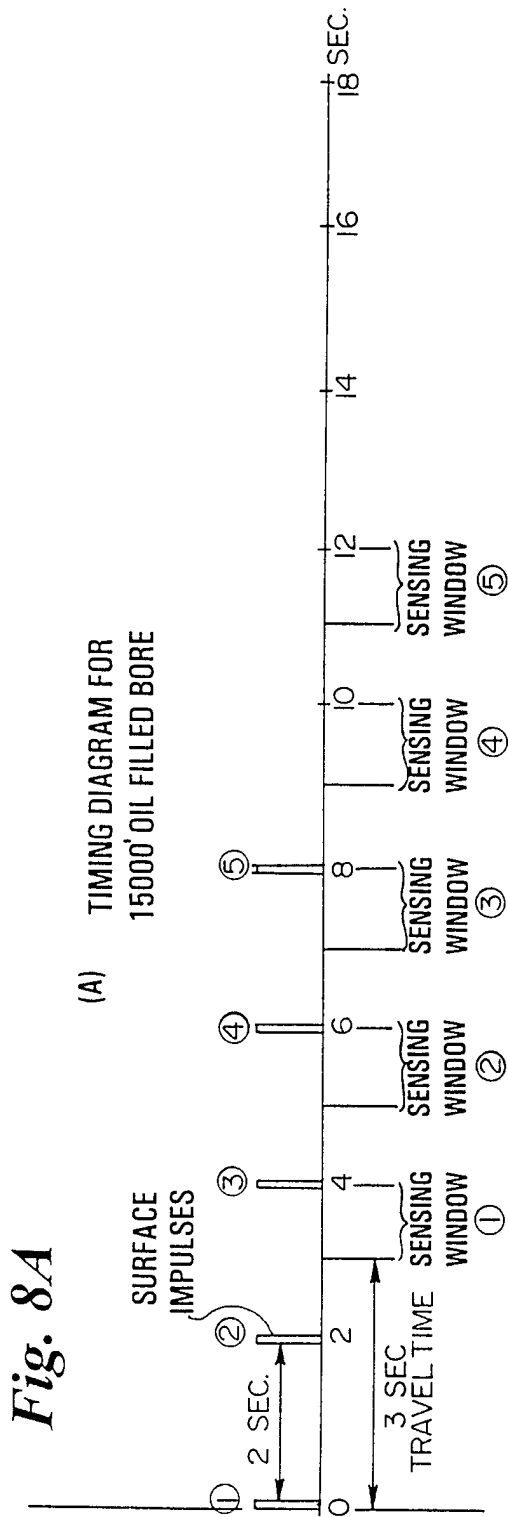 Fig. 8A
(A) TIMING DIAGRAM FOR
15000' OIL FILLED BORE
SURFACE
IMPULSES
① ② ③ ④ ⑤
2 SEC.
0 2 4 6 8 10 12 14 16 18 SEC.
3 SEC
TRAVEL TIME
SENSING
WINDOW
①
SENSING
WINDOW
②
SENSING
WINDOW
③
SENSING
WINDOW
④
SENSING
WINDOW
⑤